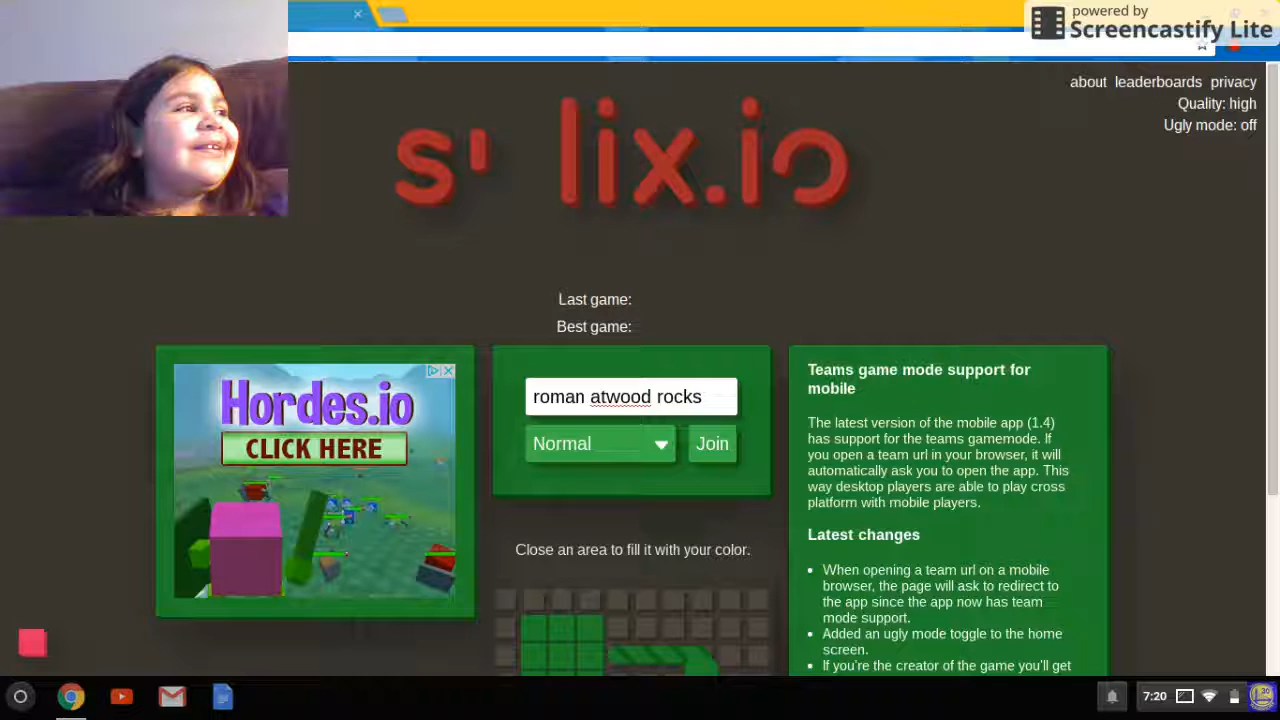 powered by
Screencastify Lite
about leaderboards privacy
Quality: high
Ugly mode: off
s' lix.io
Last game:
Best game:
Hordes.io
CLICK HERE
roman atwood rocks
Normal
Join
Close an area to fill it with your color.
Teams game mode support for
mobile
The latest version of the mobile app (1.4)
has support for the teams gamemode. If
you open a team url in your browser, it will
automatically ask you to open the app. This
way desktop players are able to play cross
platform with mobile players.
Latest changes
• When opening a team url on a mobile
browser, the page will ask to redirect to
the app since the app now has team
mode support.
• Added an ugly mode toggle to the home
screen.
• If you're the creator of the game you'll get
7:20
30